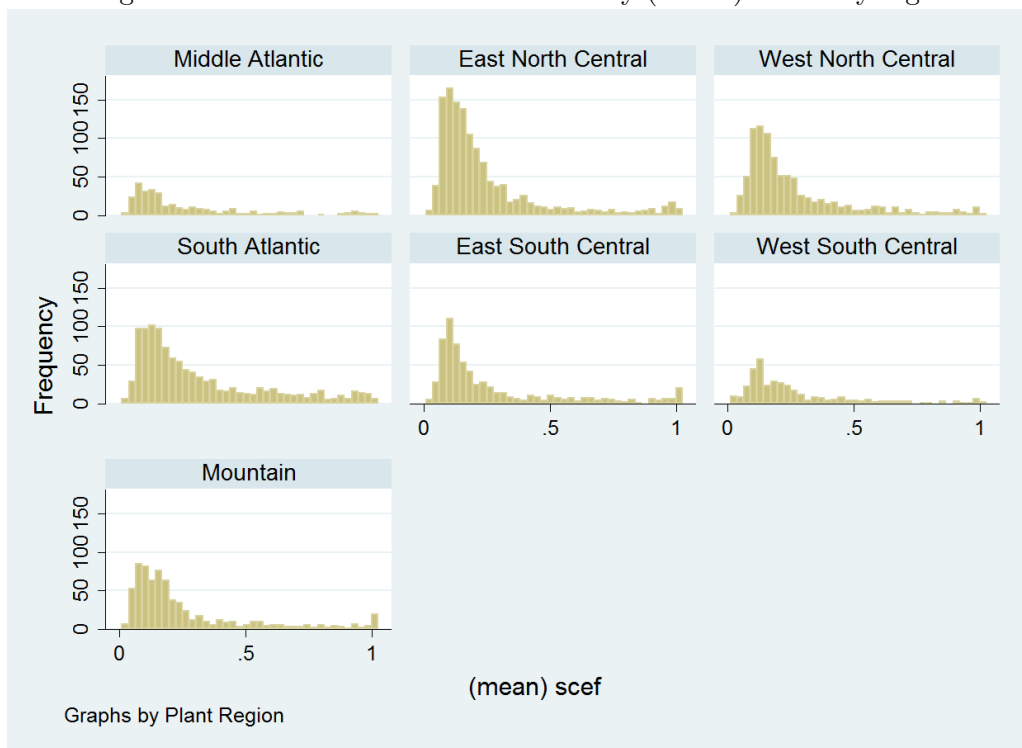 Middle Atlantic
East North Central
West North Central
0 50 100 150
South Atlantic
East South Central
West South Central
0 50 100 150
0 .5 1
0 .5 1
Mountain
0 50 100 150
0 .5 1
Frequency
(mean) scef
Graphs by Plant Region